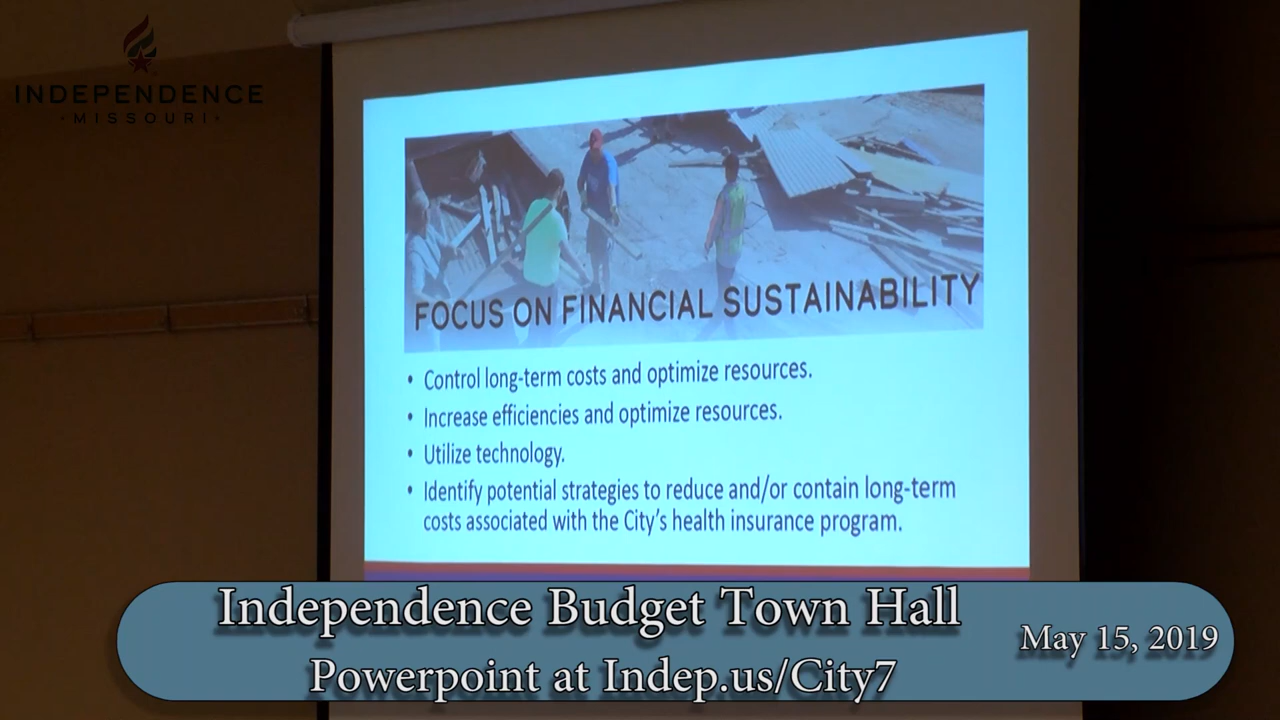 INDEPENDENCE
MISSOURI
FOCUS ON FINANCIAL SUSTAINABILITY
• Control long-term costs and optimize resources.
• Increase efficiencies and optimize resources.
• Utilize technology.
• Identify potential strategies to reduce and/or contain long-term
costs associated with the City's health insurance program.
Independence Budget Town Hall
Powerpoint at Indep.us/City7
May 15, 2019